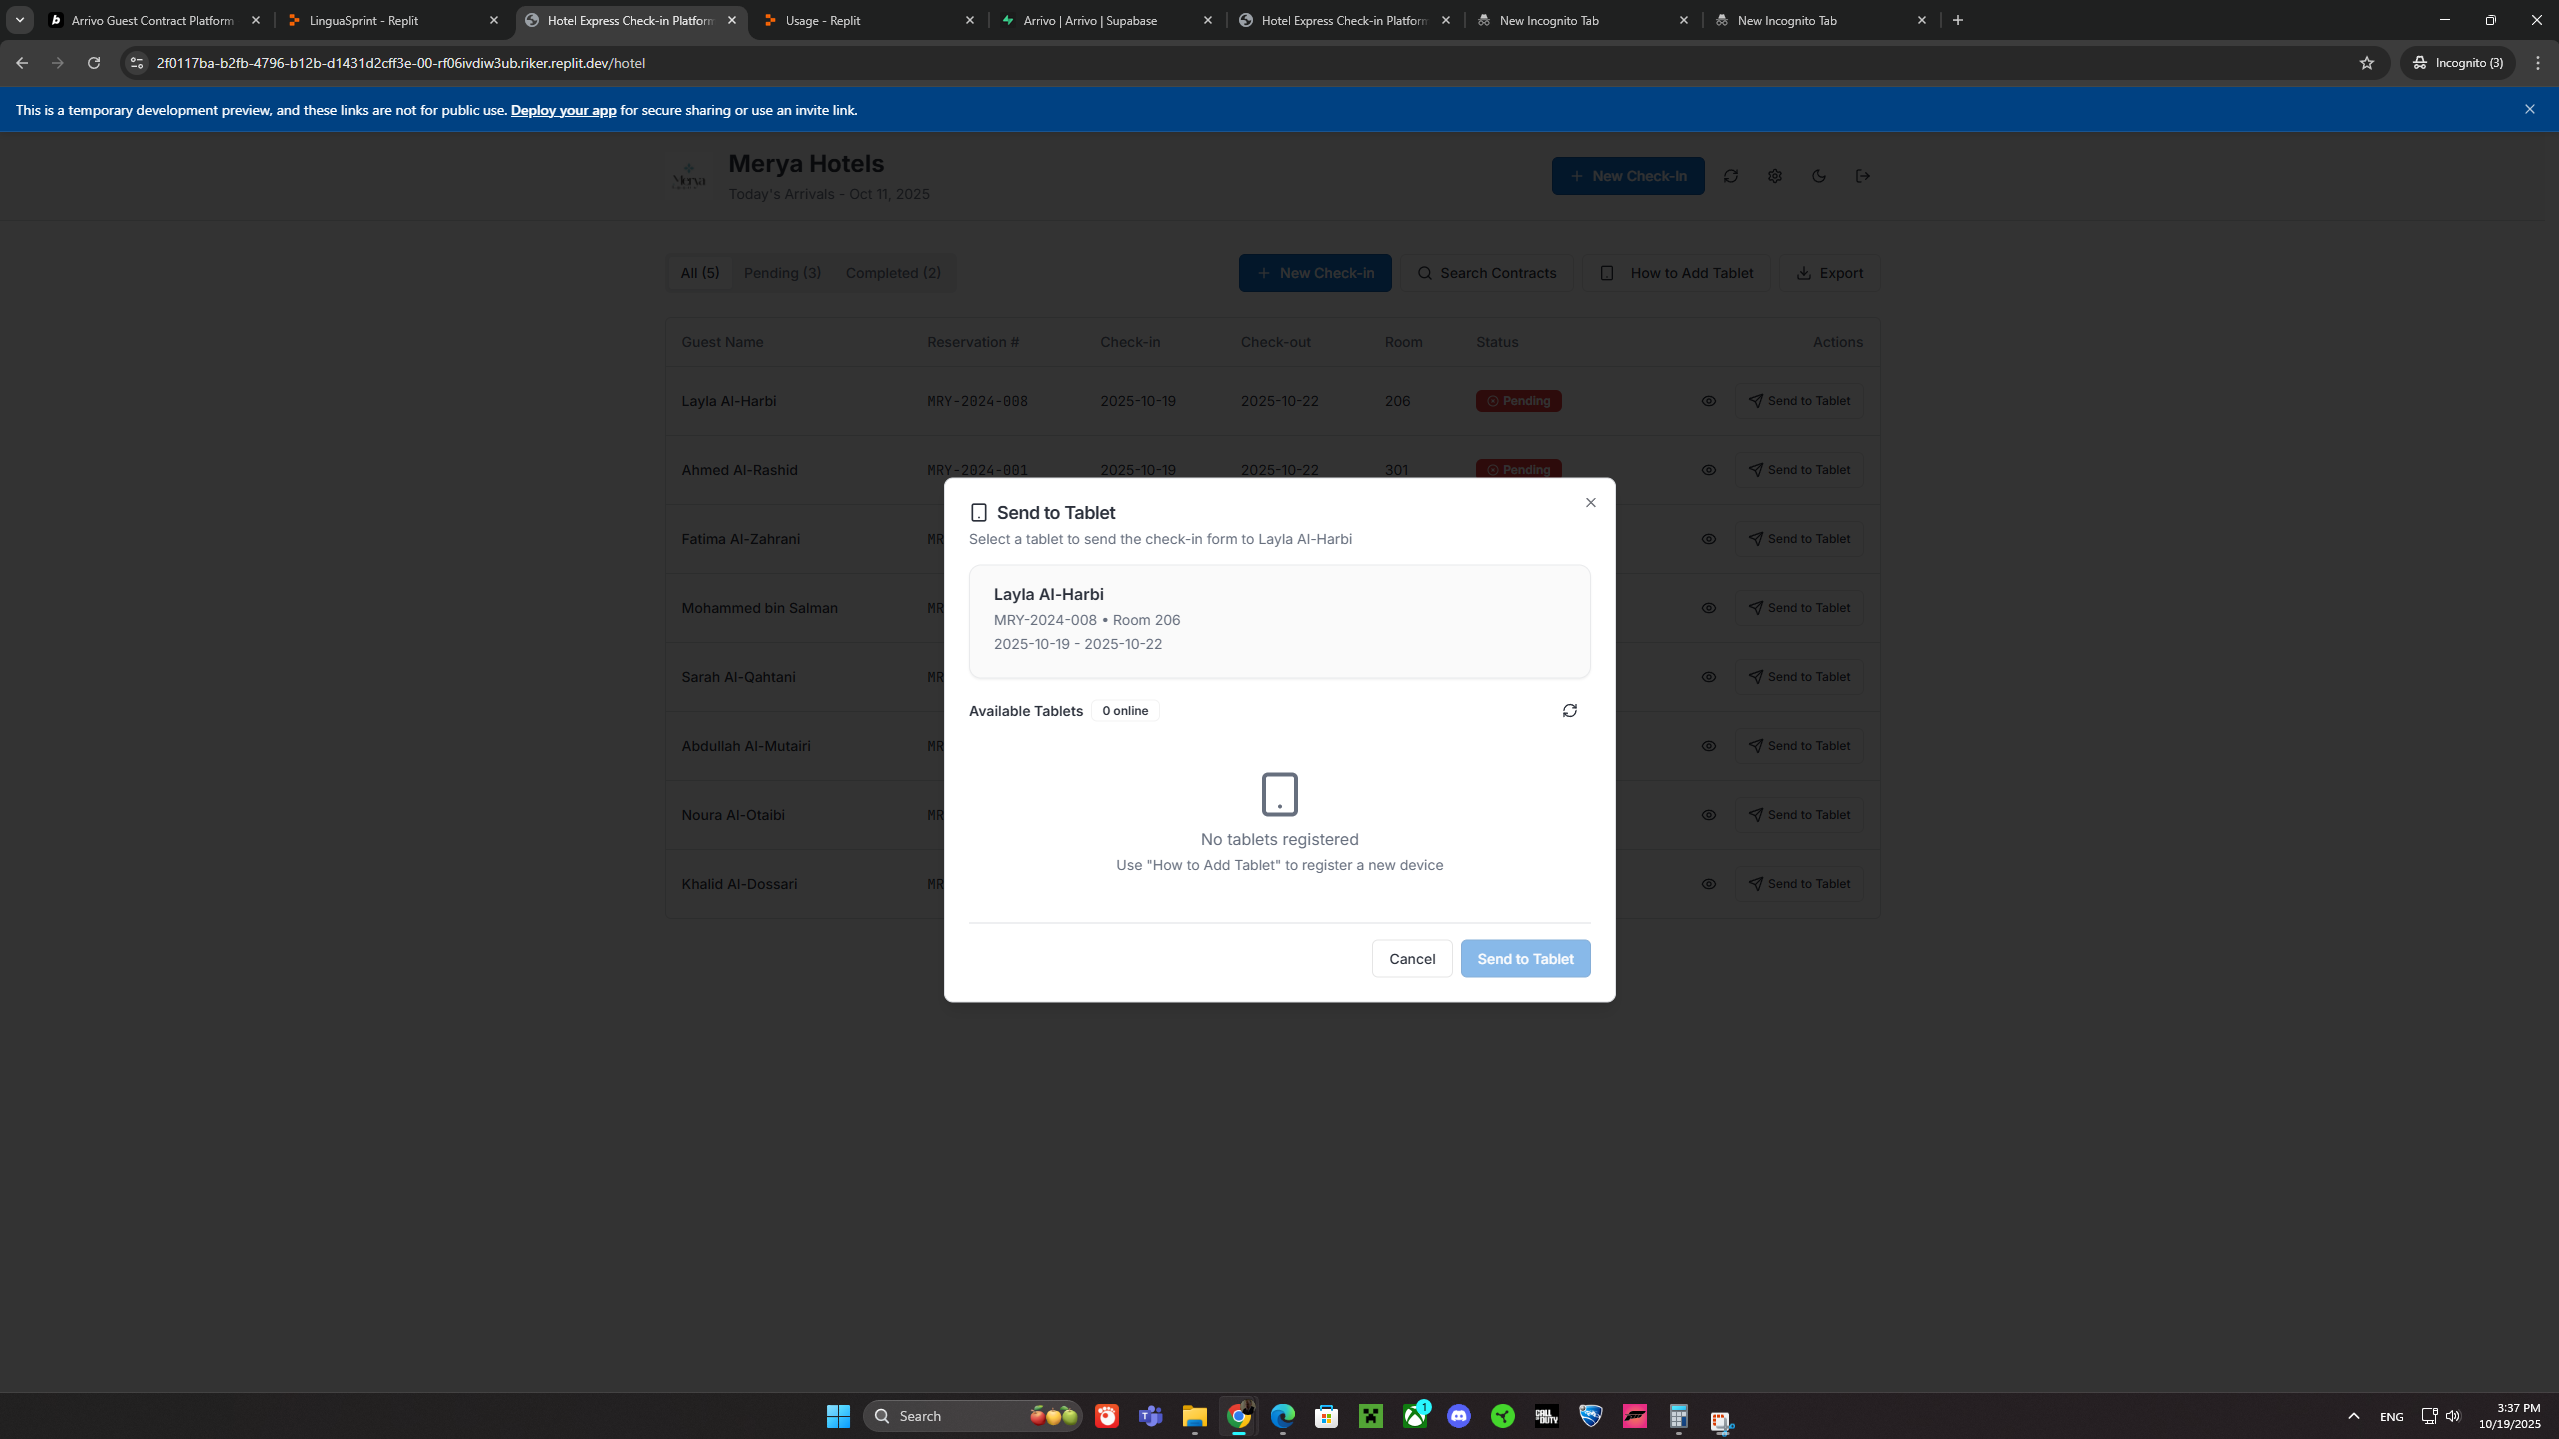 Arrivo Guest Contract Platform
LinguaSprint - Replit
Hotel Express Check-in Platform
Usage - Replit
Arrivo | Arrivo | Supabase
Hotel Express Check-in Platform
New Incognito Tab
New Incognito Tab
2f0117ba-b2fb-4796-b12b-d1431d2cff3e-00-rf06ivdiw3ub.riker.replit.dev/hotel
Incognito (3)
This is a temporary development preview, and these links are not for public use. Deploy your app for secure sharing or use an invite link.
Merya
Merya Hotels
Today's Arrivals - Oct 11, 2025
New Check-In
All (5)
Pending (3)
Completed (2)
New Check-in
Search Contracts
How to Add Tablet
Export
Guest Name Reservation # Check-in Check-out Room Status Actions
Layla Al-Harbi MRY-2024-008 2025-10-19 2025-10-22 206 Pending Send to Tablet
Ahmed Al-Rashid MRY-2024-001 2025-10-19 2025-10-22 301 Pending Send to Tablet
Fatima Al-Zahrani MR Send to Tablet
Mohammed bin Salman MR Send to Tablet
Sarah Al-Qahtani MR Send to Tablet
Abdullah Al-Mutairi MR Send to Tablet
Noura Al-Otaibi MR Send to Tablet
Khalid Al-Dossari MR Send to Tablet
Send to Tablet
Select a tablet to send the check-in form to Layla Al-Harbi
Layla Al-Harbi
MRY-2024-008 • Room 206
2025-10-19 - 2025-10-22
Available Tablets 0 online
No tablets registered
Use "How to Add Tablet" to register a new device
Cancel
Send to Tablet
Search
CALL OF DUTY
1
ENG
3:37 PM
10/19/2025